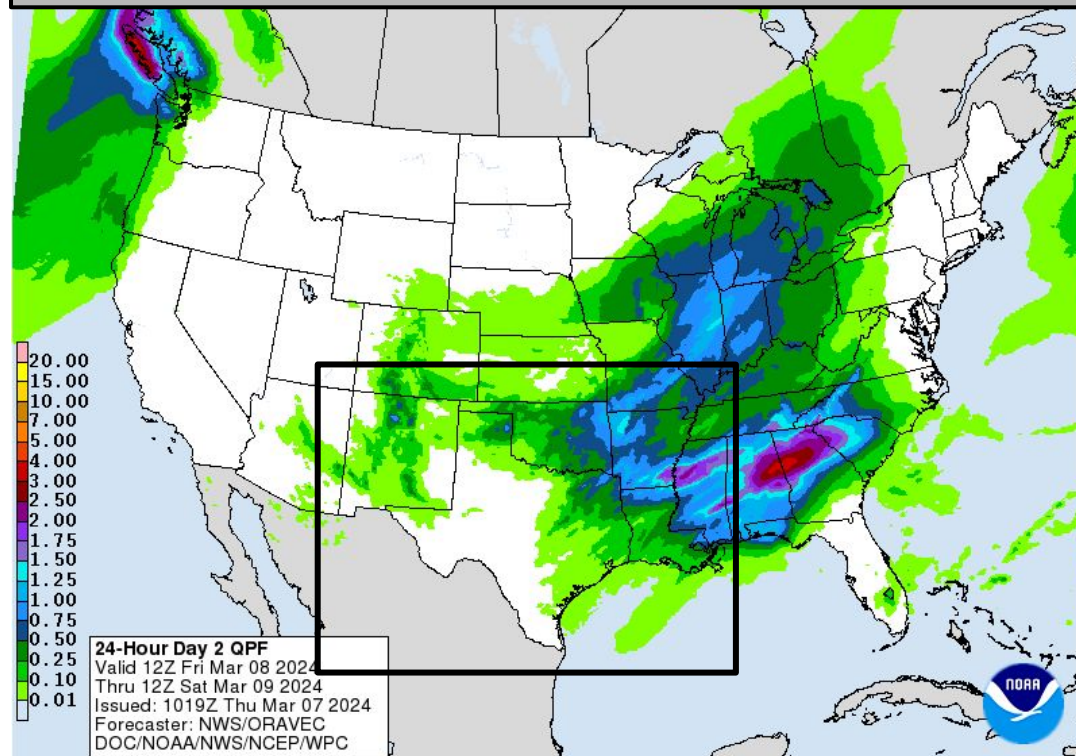 20.00
15.00
10.00
7.00
5.00
4.00
3.00
2.50
2.00
1.75
1.50
1.25
1.00
0.75
0.50
0.25
0.10
0.01
24-Hour Day 2 QPF
Valid 12Z Fri Mar 08 2024
Thru 12Z Sat Mar 09 2024
Issued: 1019Z Thu Mar 07 2024
Forecaster: NWS/ORAVEC
DOC/NOAA/NWS/NCEP/WPC
NOAA